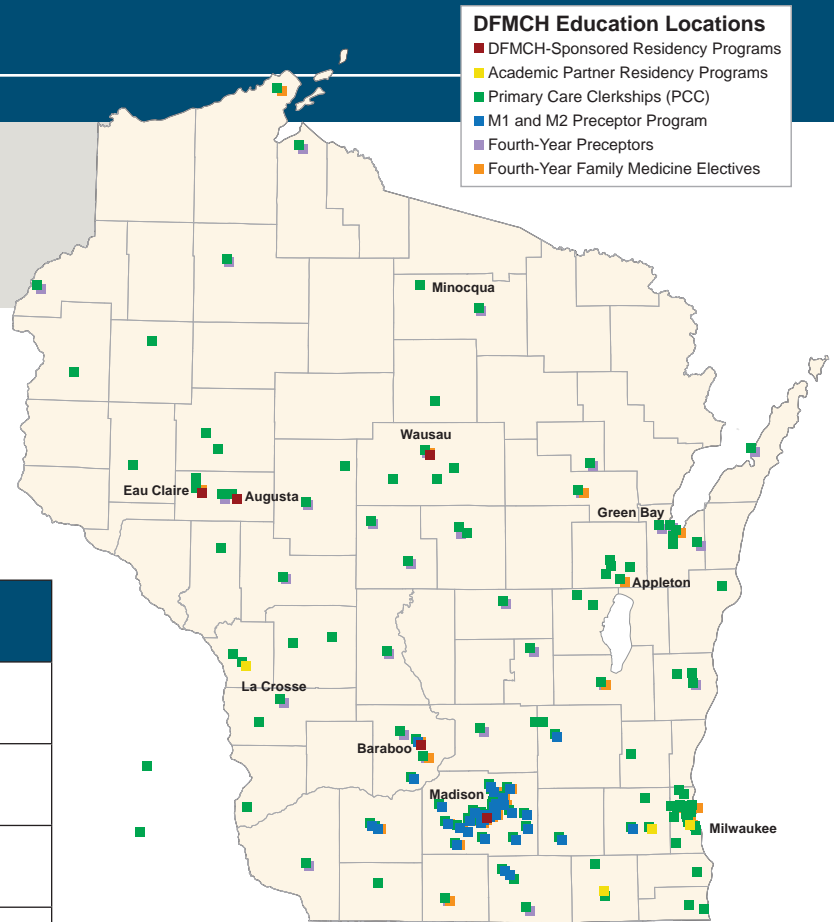 DFMCH Education Locations
DFMCH-Sponsored Residency Programs
Academic Partner Residency Programs
Primary Care Clerkships (PCC)
M1 and M2 Preceptor Program
Fourth-Year Preceptors
Fourth-Year Family Medicine Electives
Minocqua
Wausau
Eau Claire
Augusta
Green Bay
Appleton
La Crosse
Baraboo
Madison
Milwaukee